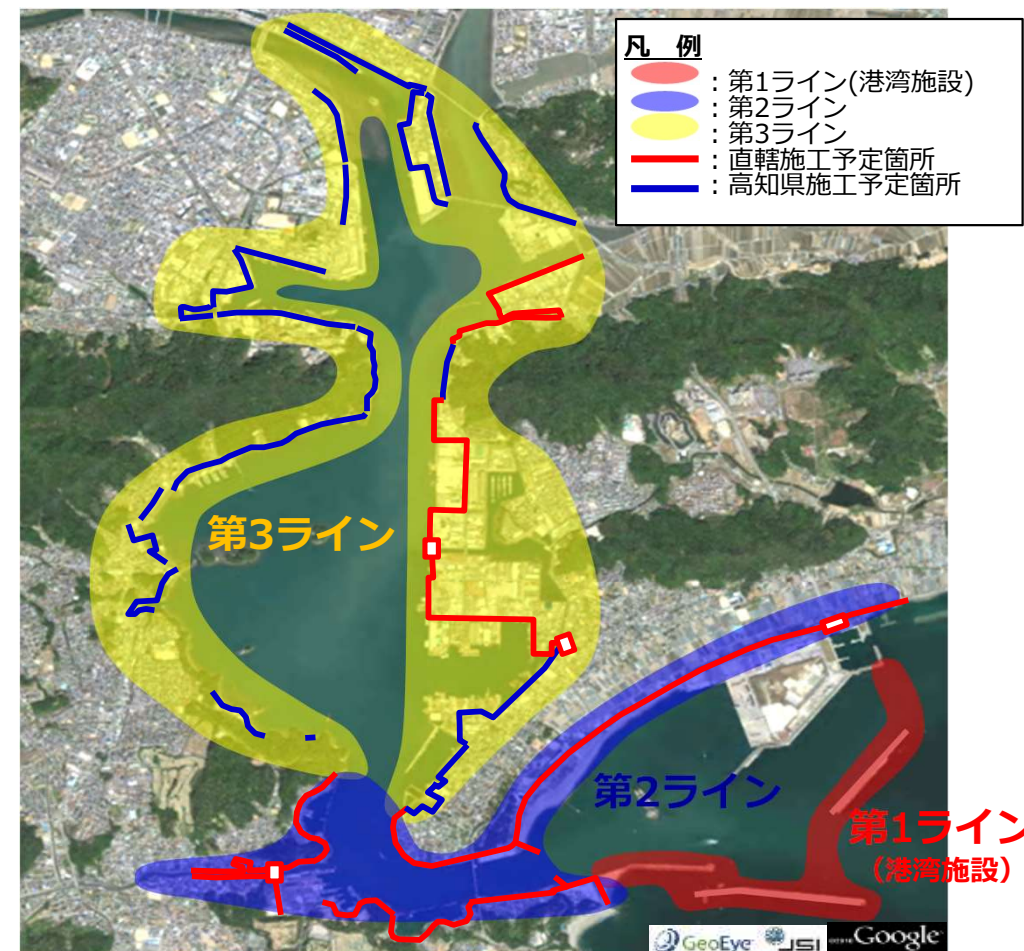 凡 例
：第1ライン(港湾施設)
：第2ライン
：第3ライン
：直轄施工予定箇所
：高知県施工予定箇所
第3ライン
第2ライン
第1ライン
（港湾施設）
GeoEye JSI Google